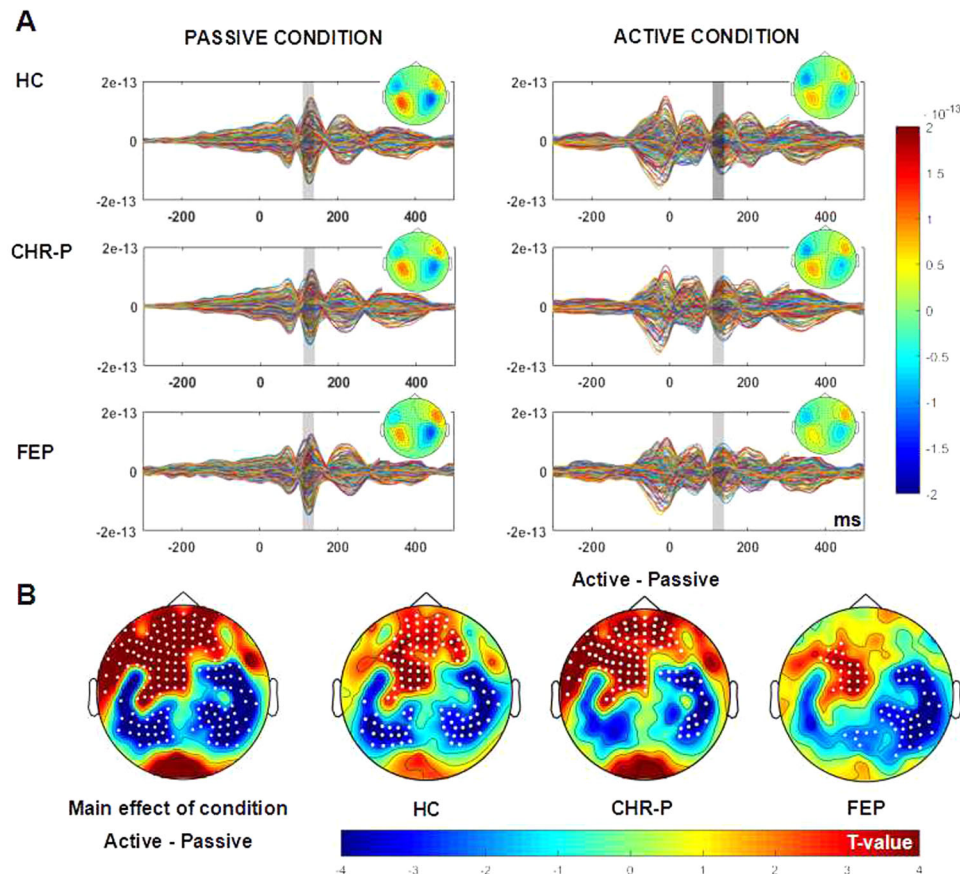 A
PASSIVE CONDITION
ACTIVE CONDITION
HC
2e-13
0
-2e-13
-200 0 200 400
2e-13
0
-2e-13
-200 0 200 400
CHR-P
2e-13
0
-2e-13
-200 0 200 400
2e-13
0
-2e-13
-200 0 200 400
FEP
2e-13
0
-2e-13
-200 0 200 400
2e-13
0
-2e-13
ms
-200 0 200 400
· 10⁻¹³
2
1.5
1
0.5
0
-0.5
-1
-1.5
-2
B
Active - Passive
Main effect of condition
Active - Passive
HC
CHR-P
FEP
T-value
-4 -3 -2 -1 0 1 2 3 4